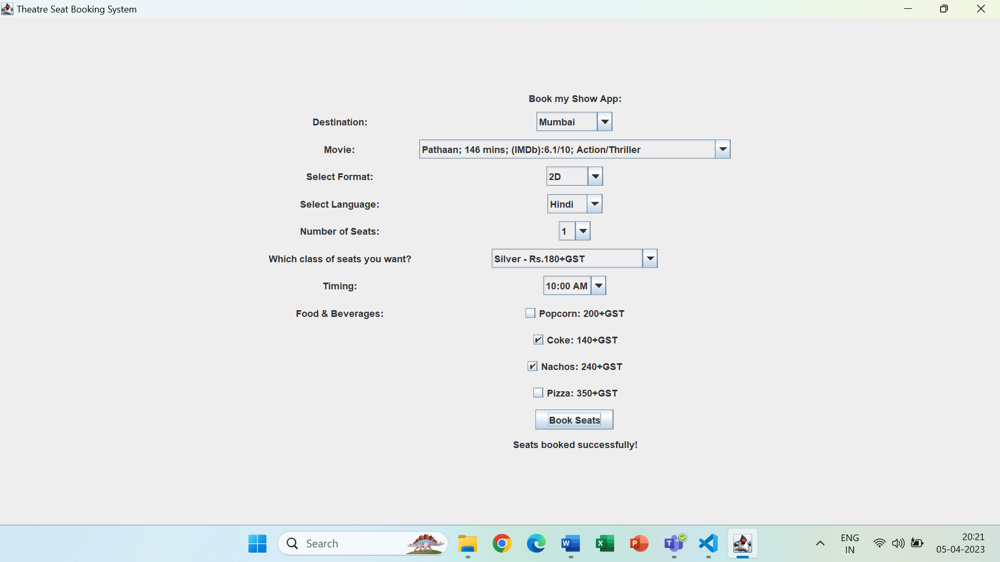 Theatre Seat Booking System
Book my Show App:
Destination: Mumbai
Movie: Pathaan; 146 mins; (IMDb):6.1/10; Action/Thriller
Select Format: 2D
Select Language: Hindi
Number of Seats: 1
Which class of seats you want? Silver - Rs.180+GST
Timing: 10:00 AM
Food & Beverages: Popcorn: 200+GST
Coke: 140+GST
Nachos: 240+GST
Pizza: 350+GST
Book Seats
Seats booked successfully!
Search
W
X
P
T
ENG
IN
20:21
05-04-2023